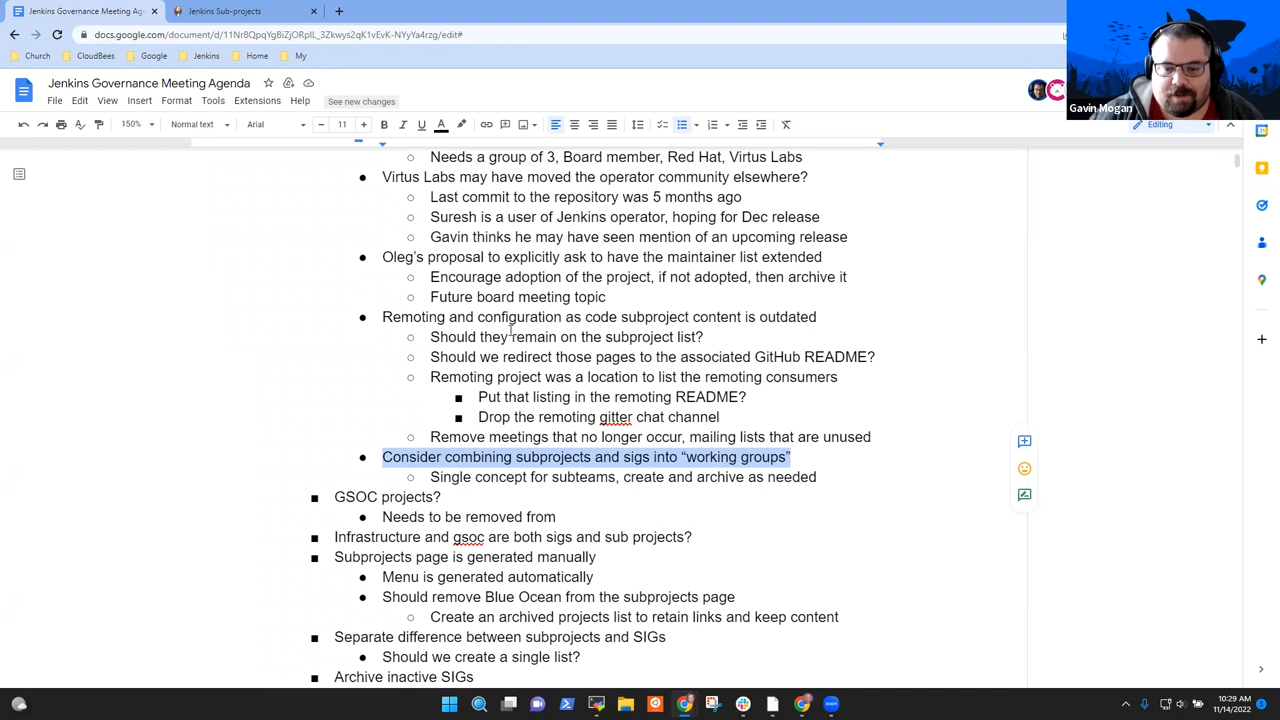 Jenkins Governance Meeting Agenda
Jenkins Sub-projects
docs.google.com/document/d/11Nr8QpqYgBiZjORpIL_3Zkwys2qK1vEvK-NYyYa4rzg/edit#
Church
CloudBees
Google
Jenkins
Home
My
Jenkins Governance Meeting Agenda
File Edit View Insert Format Tools Extensions Help See new changes
150% Normal text Arial 11 Editing
Gavin Mogan
Needs a group of 3, Board member, Red Hat, Virtus Labs
Virtus Labs may have moved the operator community elsewhere?
Last commit to the repository was 5 months ago
Suresh is a user of Jenkins operator, hoping for Dec release
Gavin thinks he may have seen mention of an upcoming release
Oleg's proposal to explicitly ask to have the maintainer list extended
Encourage adoption of the project, if not adopted, then archive it
Future board meeting topic
Remoting and configuration as code subproject content is outdated
Should they remain on the subproject list?
Should we redirect those pages to the associated GitHub README?
Remoting project was a location to list the remoting consumers
Put that listing in the remoting README?
Drop the remoting gitter chat channel
Remove meetings that no longer occur, mailing lists that are unused
Consider combining subprojects and sigs into “working groups”
Single concept for subteams, create and archive as needed
GSOC projects?
Needs to be removed from
Infrastructure and gsoc are both sigs and sub projects?
Subprojects page is generated manually
Menu is generated automatically
Should remove Blue Ocean from the subprojects page
Create an archived projects list to retain links and keep content
Separate difference between subprojects and SIGs
Should we create a single list?
Archive inactive SIGs
10:29 AM
11/14/2022